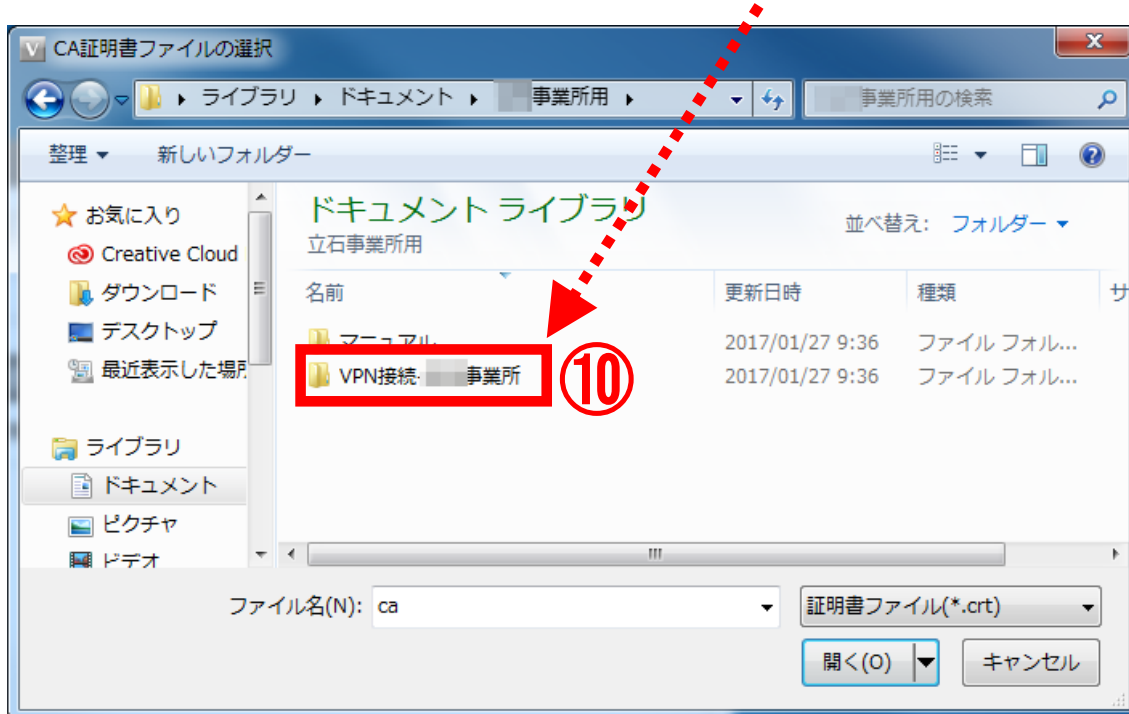 CA証明書ファイルの選択
ライブラリ ▸ ドキュメント ▸ 事業所用 ▸
事業所用の検索
整理 ▼ 新しいフォルダー
お気に入り
Creative Cloud
ダウンロード
デスクトップ
最近表示した場所
ライブラリ
ドキュメント
ピクチャ
ビデオ
ドキュメント ライブラリ
立石事業所用
並べ替え: フォルダー ▼
名前 更新日時 種類 サ
マニュアル 2017/01/27 9:36 ファイル フォル...
VPN接続- 事業所 2017/01/27 9:36 ファイル フォル...
⑩
ファイル名(N): ca 証明書ファイル(*.crt)
開く(O) キャンセル